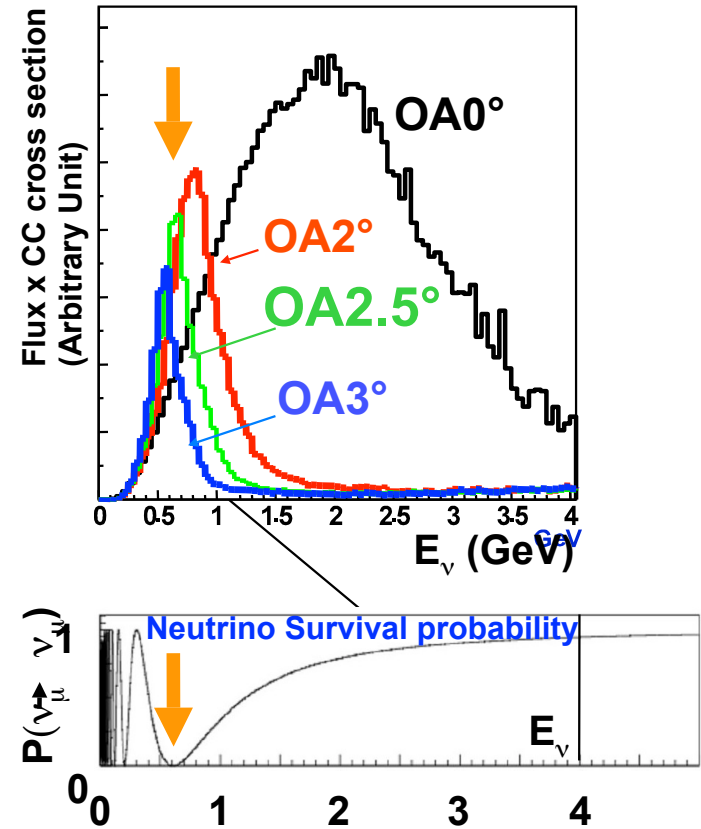 Flux x CC cross section
(Arbitrary Unit)
OA0°
OA2°
OA2.5°
OA3°
0 0.5 1 1.5 2 2.5 3 3.5 4
GeV
Eν (GeV)
P(νμ → νμ)
Neutrino Survival probability
1
Eν
0
0 1 2 3 4